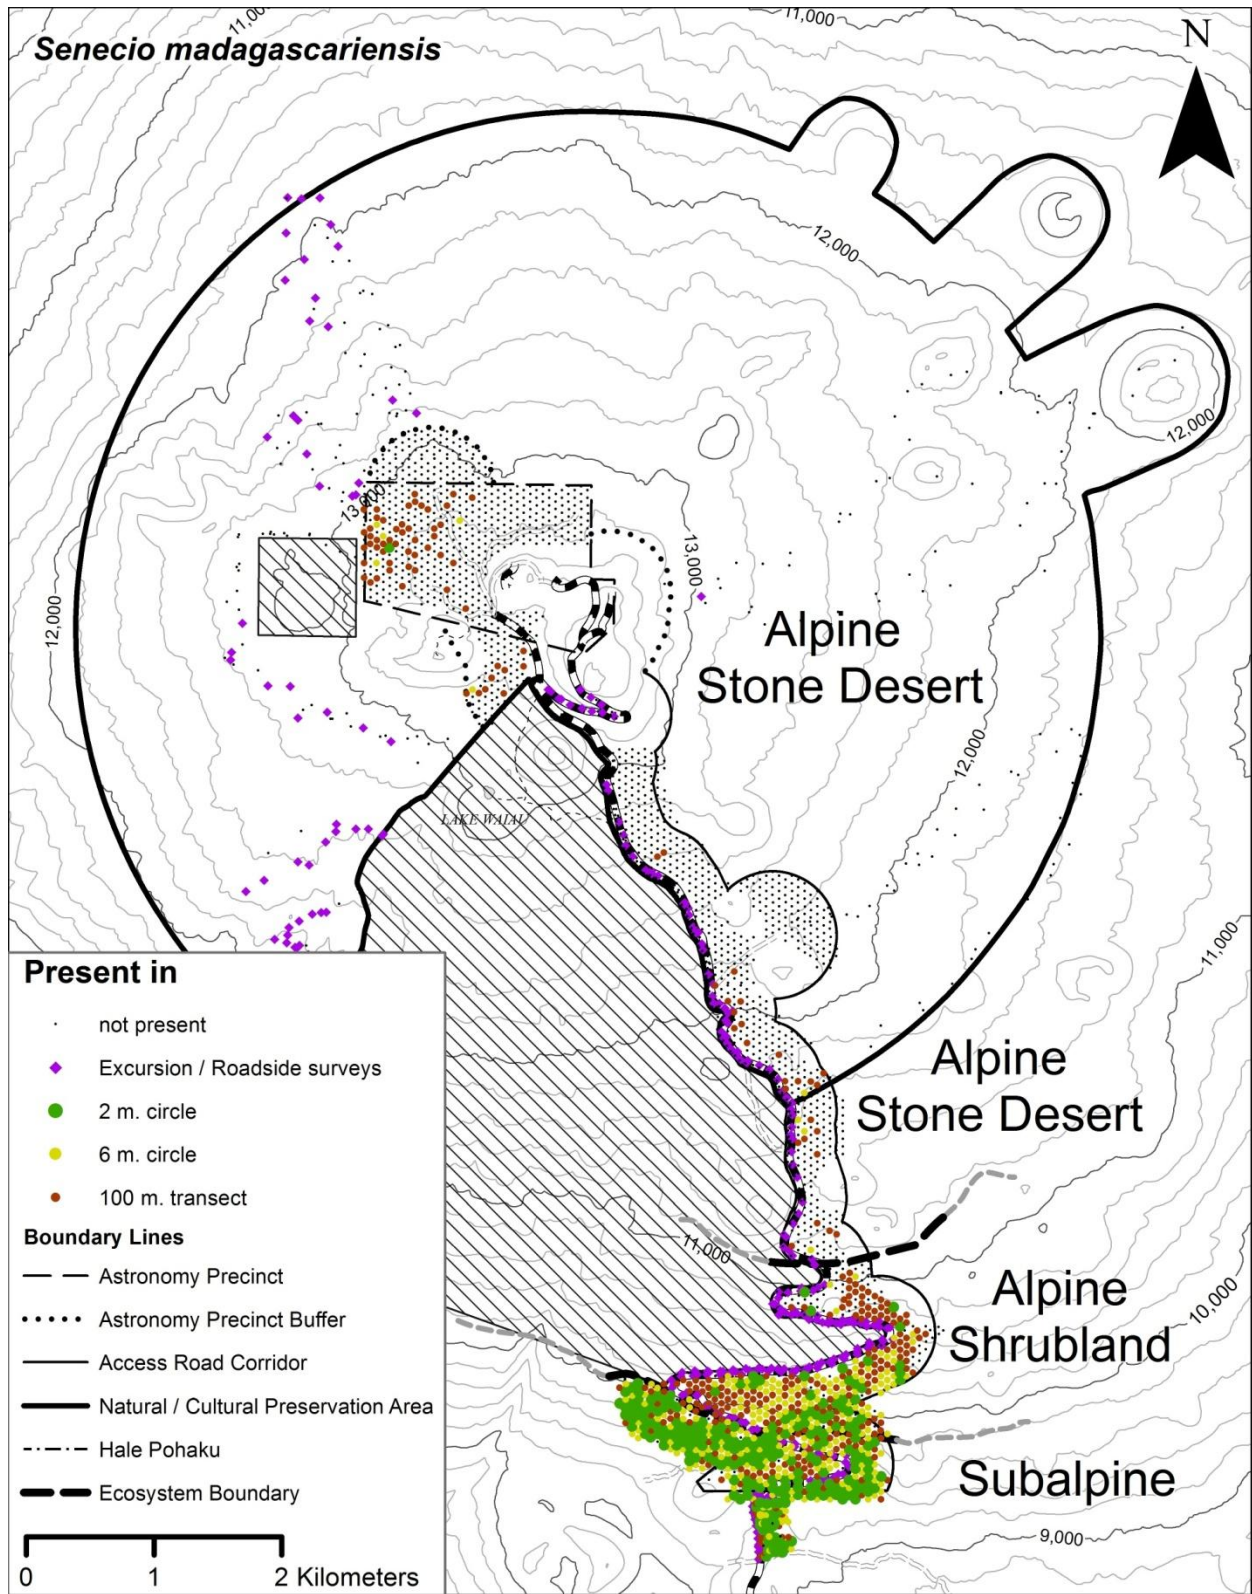 11,000
11,000
Senecio madagascariensis
N
12,000
12,000
13,000
13,000
12,000
Alpine
Stone Desert
12,000
LAKE WAIAU
11,000
Present in
not present
Excursion / Roadside surveys
2 m. circle
6 m. circle
100 m. transect
Boundary Lines
Astronomy Precinct
Astronomy Precinct Buffer
Access Road Corridor
Natural / Cultural Preservation Area
Hale Pohaku
Ecosystem Boundary
0 1 2 Kilometers
Alpine
Stone Desert
11,000
Alpine
Shrubland
10,000
Subalpine
9,000